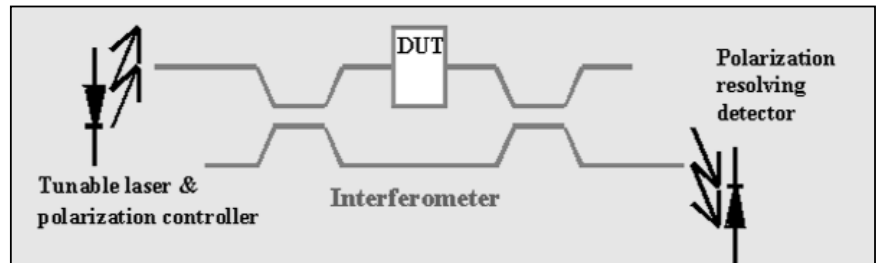 DUT
Polarization
resolving
detector
Tunable laser &
polarization controller
Interferometer